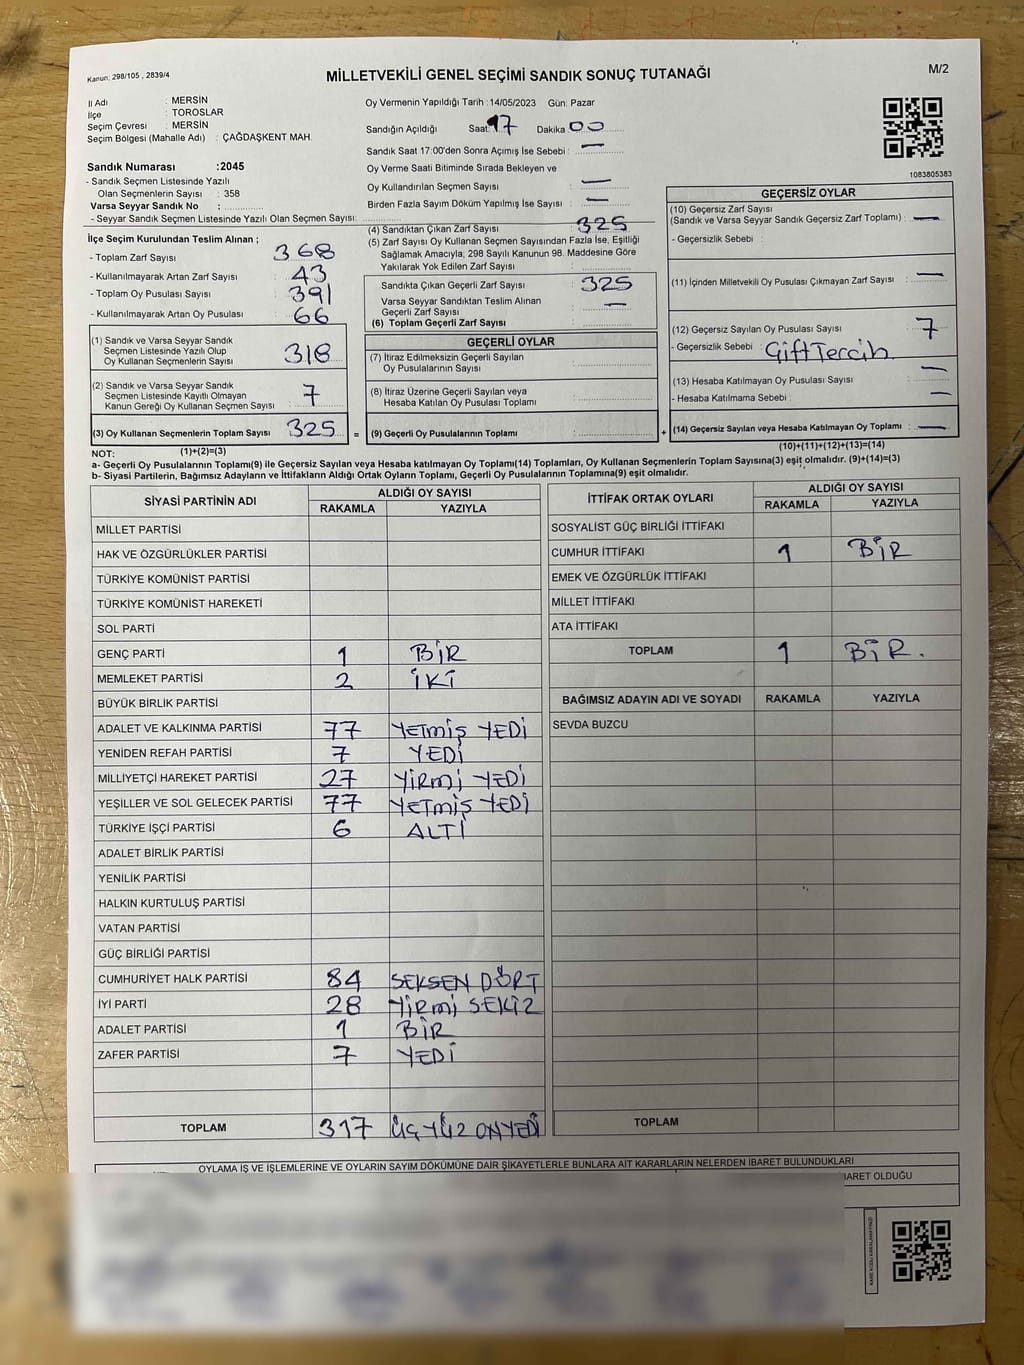 Kanun: 298/105 , 2839/4
MİLLETVEKİLİ GENEL SEÇİMİ SANDIK SONUÇ TUTANAĞI
M/2
İl Adı : MERSİN
İlçe : TOROSLAR
Seçim Çevresi : MERSİN
Seçim Bölgesi (Mahalle Adı) : ÇAĞDAŞKENT MAH.
Sandık Numarası :2045
- Sandık Seçmen Listesinde Yazılı
Olan Seçmenlerin Sayısı : 358
Varsa Seyyar Sandık No :
- Seyyar Sandık Seçmen Listesinde Yazılı Olan Seçmen Sayısı:
İlçe Seçim Kurulundan Teslim Alınan ;
- Toplam Zarf Sayısı : 368
- Kullanılmayarak Artan Zarf Sayısı : 43
- Toplam Oy Pusulası Sayısı : 391
- Kullanılmayarak Artan Oy Pusulası : 66
(1) Sandık ve Varsa Seyyar Sandık
Seçmen Listesinde Yazılı Olup
Oy Kullanan Seçmenlerin Sayısı : 318
(2) Sandık ve Varsa Seyyar Sandık
Seçmen Listesinde Kayıtlı Olmayan
Kanun Gereği Oy Kullanan Seçmen Sayısı : 7
(3) Oy Kullanan Seçmenlerin Toplam Sayısı : 325 =
Oy Vermenin Yapıldığı Tarih :14/05/2023 Gün: Pazar
Sandığın Açıldığı Saat: 17 Dakika 00
Sandık Saat 17:00'den Sonra Açımış İse Sebebi : —
Oy Verme Saati Bitiminde Sırada Bekleyen ve
Oy Kullandırılan Seçmen Sayısı : —
Birden Fazla Sayım Döküm Yapılmış İse Sayısı : —
(4) Sandıktan Çıkan Zarf Sayısı : 325
(5) Zarf Sayısı Oy Kullanan Seçmen Sayısından Fazla İse, Eşitliği
Sağlamak Amacıyla; 298 Sayılı Kanunun 98. Maddesine Göre
Yakılarak Yok Edilen Zarf Sayısı :
Sandıkta Çıkan Geçerli Zarf Sayısı : 325
Varsa Seyyar Sandıktan Teslim Alınan
Geçerli Zarf Sayısı : —
(6) Toplam Geçerli Zarf Sayısı :
GEÇERLİ OYLAR
(7) İtiraz Edilmeksizin Geçerli Sayılan
Oy Pusulalarının Sayısı :
(8) İtiraz Üzerine Geçerli Sayılan veya
Hesaba Katılan Oy Pusulası Toplamı :
(9) Geçerli Oy Pusulalarının Toplamı : +
1083805383
GEÇERSİZ OYLAR
(10) Geçersiz Zarf Sayısı
(Sandık ve Varsa Seyyar Sandık Geçersiz Zarf Toplamı) : —
- Geçersizlik Sebebi :
(11) İçinden Milletvekili Oy Pusulası Çıkmayan Zarf Sayısı : —
(12) Geçersiz Sayılan Oy Pusulası Sayısı : 7
- Geçersizlik Sebebi : Çift Tercih
(13) Hesaba Katılmayan Oy Pusulası Sayısı : —
- Hesaba Katılmama Sebebi : —
(14) Geçersiz Sayılan veya Hesaba Katılmayan Oy Toplamı : —
NOT: (1)+(2)=(3) (10)+(11)+(12)+(13)=(14)
a- Geçerli Oy Pusulalarının Toplamı(9) ile Geçersiz Sayılan veya Hesaba katılmayan Oy Toplamı(14) Toplamları, Oy Kullanan Seçmenlerin Toplam Sayısına(3) eşit olmalıdır. (9)+(14)=(3)
b- Siyasi Partilerin, Bağımsız Adayların ve İttifakların Aldığı Ortak Oyların Toplamı, Geçerli Oy Pusulalarının Toplamına(9) eşit olmalıdır.
SİYASİ PARTİNİN ADI ALDIĞI OY SAYISI
RAKAMLA YAZIYLA
MİLLET PARTİSİ
HAK VE ÖZGÜRLÜKLER PARTİSİ
TÜRKİYE KOMÜNİST PARTİSİ
TÜRKİYE KOMÜNİST HAREKETİ
SOL PARTİ
GENÇ PARTİ 1 BİR
MEMLEKET PARTİSİ 2 İKİ
BÜYÜK BİRLİK PARTİSİ
ADALET VE KALKINMA PARTİSİ 77 YETMİŞ YEDİ
YENİDEN REFAH PARTİSİ 7 YEDİ
MİLLİYETÇİ HAREKET PARTİSİ 27 YİRMİ YEDİ
YEŞİLLER VE SOL GELECEK PARTİSİ 77 YETMİŞ YEDİ
TÜRKİYE İŞÇİ PARTİSİ 6 ALTI
ADALET BİRLİK PARTİSİ
YENİLİK PARTİSİ
HALKIN KURTULUŞ PARTİSİ
VATAN PARTİSİ
GÜÇ BİRLİĞİ PARTİSİ
CUMHURİYET HALK PARTİSİ 84 SEKSEN DÖRT
İYİ PARTİ 28 YİRMİ SEKİZ
ADALET PARTİSİ 1 BİR
ZAFER PARTİSİ 7 YEDİ
TOPLAM 317 ÜÇ YÜZ ON YEDİ
İTTİFAK ORTAK OYLARI ALDIĞI OY SAYISI
RAKAMLA YAZIYLA
SOSYALİST GÜÇ BİRLİĞİ İTTİFAKI
CUMHUR İTTİFAKI 1 BİR
EMEK VE ÖZGÜRLÜK İTTİFAKI
MİLLET İTTİFAKI
ATA İTTİFAKI
TOPLAM 1 BİR.
BAĞIMSIZ ADAYIN ADI VE SOYADI RAKAMLA YAZIYLA
SEVDA BUZCU
TOPLAM
OYLAMA İŞ VE İŞLEMLERİNE VE OYLARIN SAYIM DÖKÜMÜNE DAİR ŞİKAYETLERLE BUNLARA AİT KARARLARIN NELERDEN İBARET BULUNDUKLARI
İBARET OLDUĞU